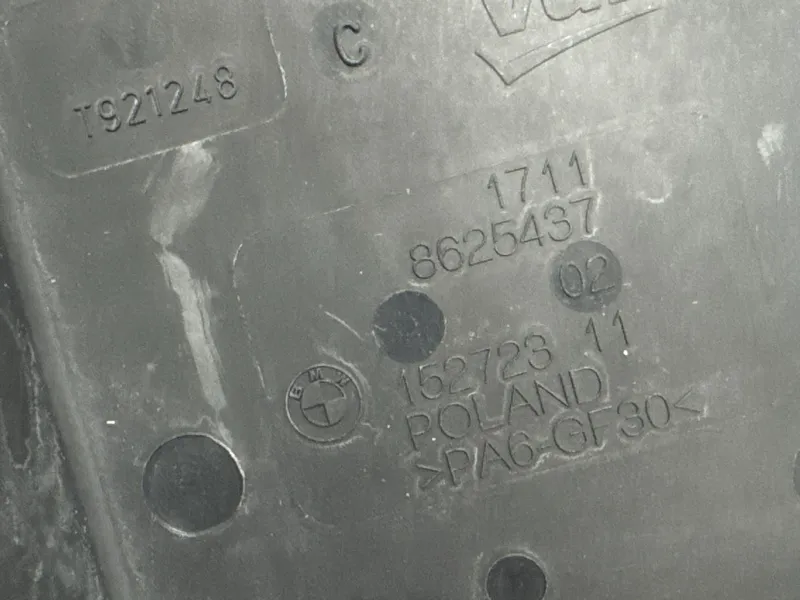 C
T921248
1711
8625437
02
152723 11
BMW
POLAND
>PA6-GF30<